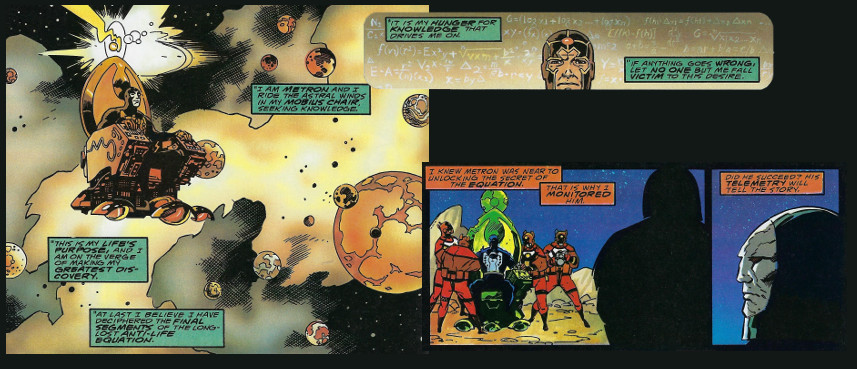 "I AM METRON AND I
RIDE THE ASTRAL WINDS
IN MY MOBIUS CHAIR,
SEEKING KNOWLEDGE.
"THIS IS MY LIFE'S
PURPOSE, AND I
AM ON THE VERGE
OF MAKING MY
GREATEST DIS-
COVERY.
"AT LAST I BELIEVE I HAVE
DECIPHERED THE FINAL
SEGMENTS OF THE LONG-
LOST ANTI-LIFE
EQUATION.
"IT IS MY HUNGER FOR
KNOWLEDGE THAT
DRIVES ME ON.
"IF ANYTHING GOES WRONG,
LET NO ONE BUT ME FALL
VICTIM TO THIS DESIRE.
I KNEW METRON WAS NEAR TO
UNLOCKING THE SECRET OF
THE EQUATION.
THAT IS WHY I
MONITORED
HIM.
DID HE SUCCEED? HIS
TELEMETRY WILL
TELL THE STORY.